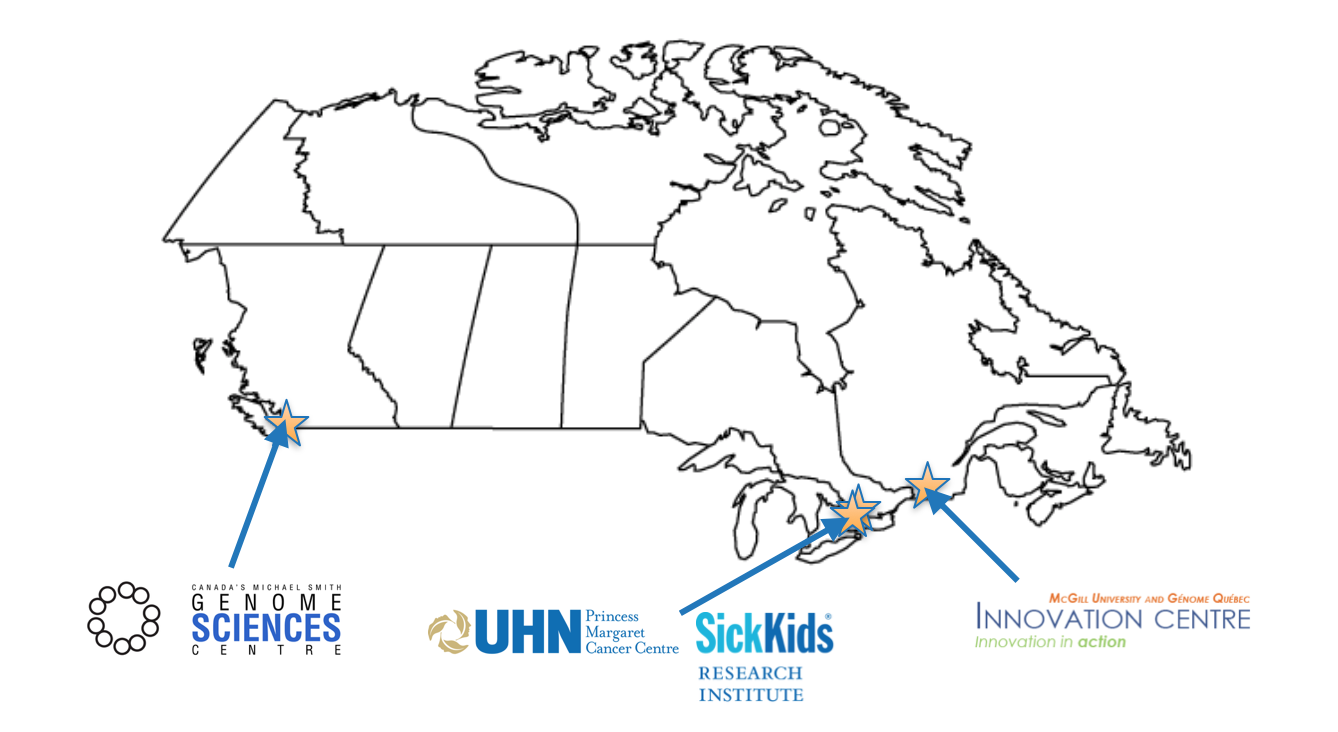 CANADA'S MICHAEL SMITH
GENOME
SCIENCES
CENTRE
UHN
Princess
Margaret
Cancer Centre
SickKids®
RESEARCH
INSTITUTE
MCGILL UNIVERSITY AND GÉNOME QUÉBEC
INNOVATION CENTRE
Innovation in action